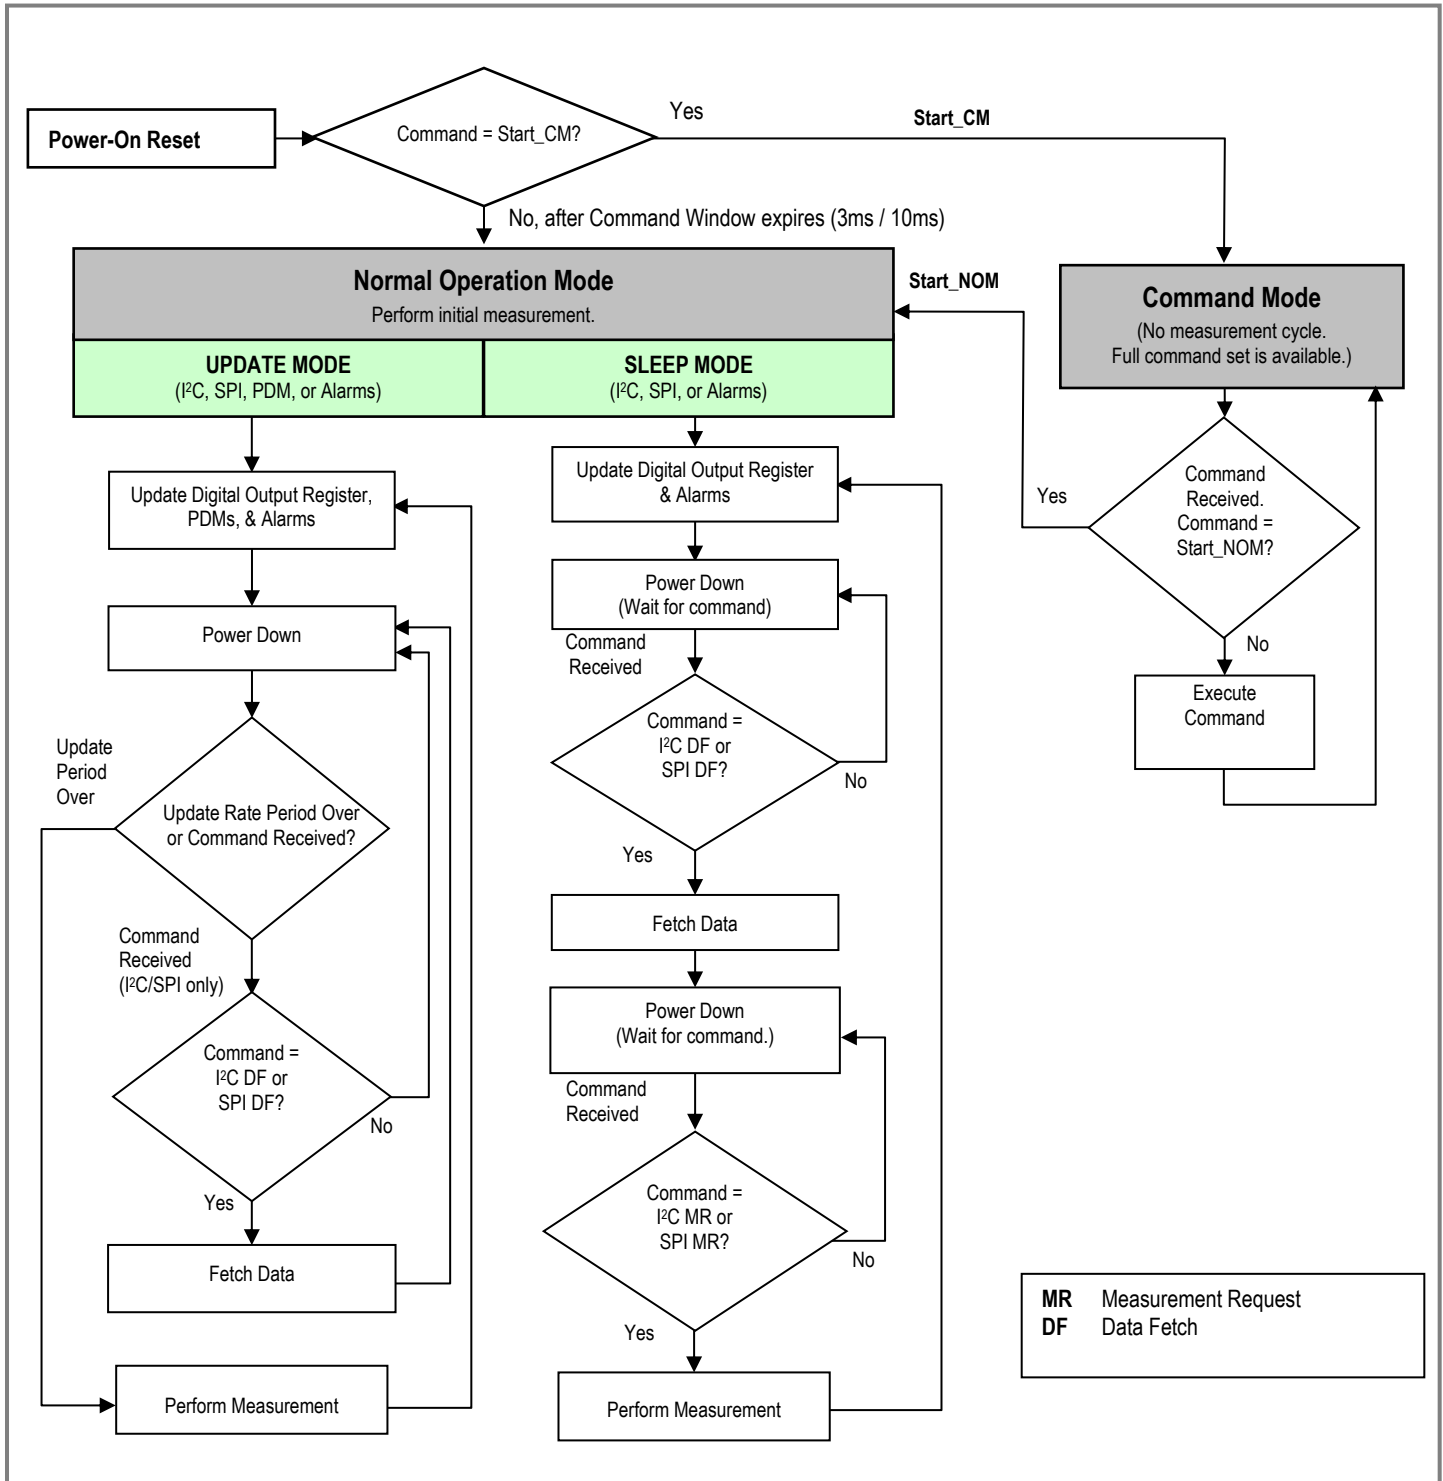 Power-On Reset
Command = Start_CM?
Yes
Start_CM
No, after Command Window expires (3ms / 10ms)
Normal Operation Mode
Perform initial measurement.
Start_NOM
Command Mode
(No measurement cycle.
Full command set is available.)
UPDATE MODE
(I²C, SPI, PDM, or Alarms)
SLEEP MODE
(I²C, SPI, or Alarms)
Update Digital Output Register,
PDMs, & Alarms
Power Down
Update
Period
Over
Update Rate Period Over
or Command Received?
Command
Received
(I²C/SPI only)
Command =
I²C DF or
SPI DF?
No
Yes
Fetch Data
Perform Measurement
Update Digital Output Register
& Alarms
Power Down
(Wait for command)
Command
Received
Command =
I²C DF or
SPI DF?
No
Yes
Fetch Data
Power Down
(Wait for command.)
Command
Received
Command =
I²C MR or
SPI MR?
No
Yes
Perform Measurement
Yes
Command
Received.
Command =
Start_NOM?
No
Execute
Command
MR Measurement Request
DF Data Fetch